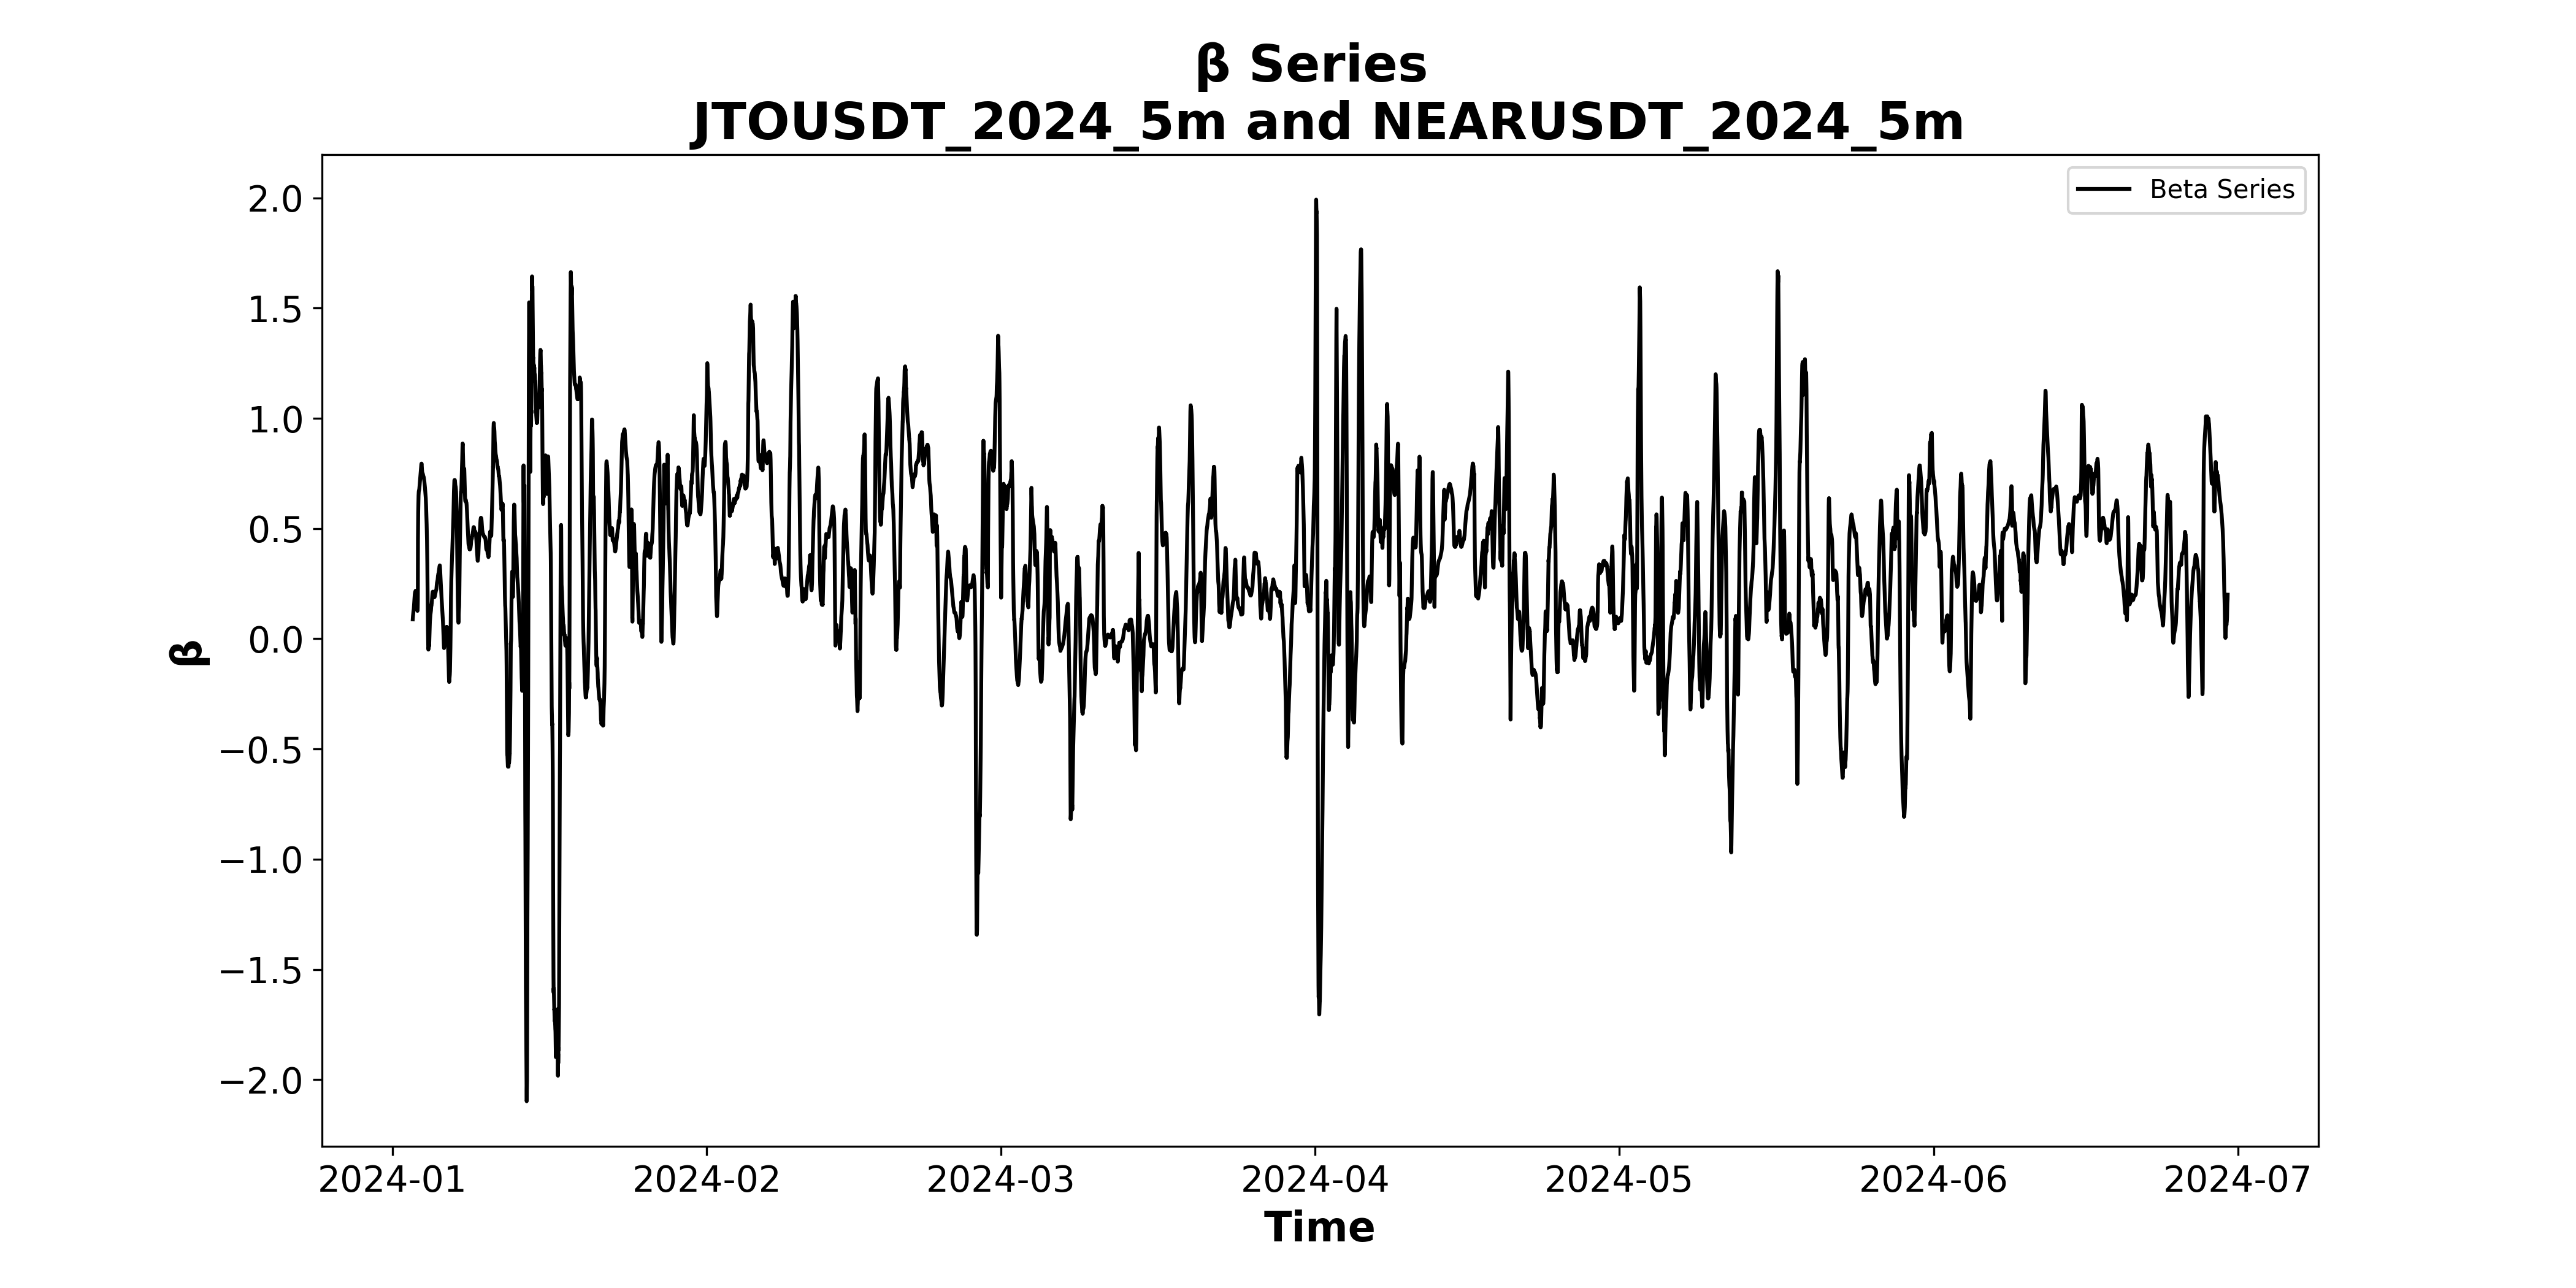 β Series
JTOUSDT_2024_5m and NEARUSDT_2024_5m
Beta Series
2.0
1.5
1.0
0.5
0.0
−0.5
−1.0
−1.5
−2.0
β
2024-01 2024-02 2024-03 2024-04 2024-05 2024-06 2024-07
Time